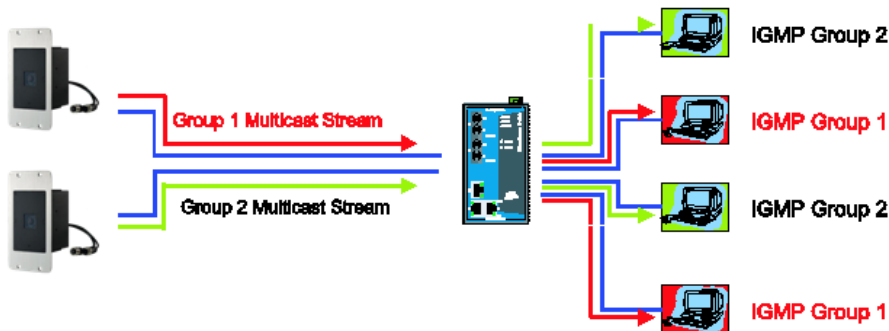 IGMP Group 2
Group 1 Multicast Stream
IGMP Group 1
Group 2 Multicast Stream
IGMP Group 2
IGMP Group 1